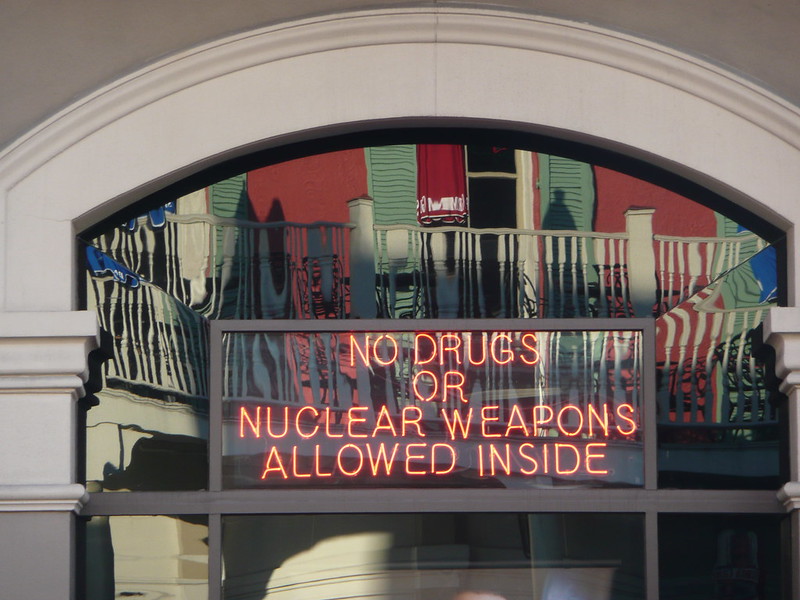 NO DRUGS
OR
NUCLEAR WEAPONS
ALLOWED INSIDE